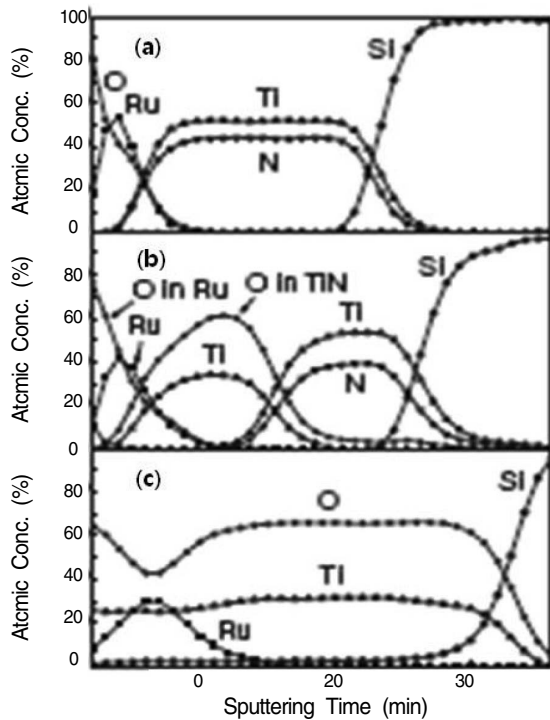 100
80
60
40
20
0
Atcmic Conc. (%)
(a)
O
Ru
TI
N
SI
80
60
40
20
0
Atcmic Conc. (%)
(b)
O In Ru
Ru
TI
O In TIN
TI
N
SI
80
60
40
20
0
Atcmic Conc. (%)
(c)
O
TI
Ru
SI
0 20 30
Sputtering Time (min)